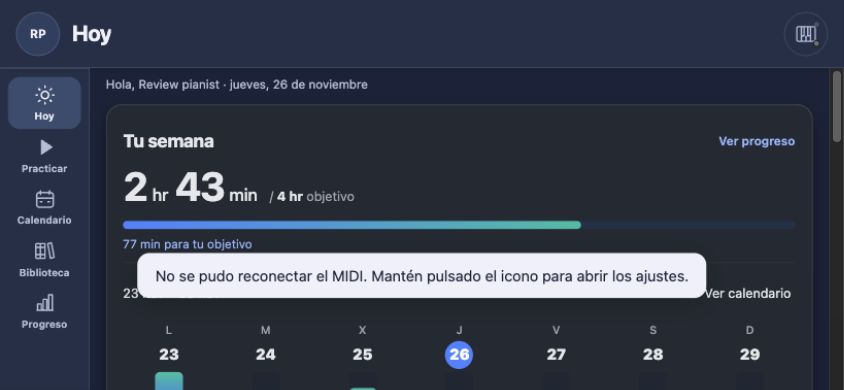 RP
Hoy
Hola, Review pianist · jueves, 26 de noviembre
Hoy
Practicar
Calendario
Biblioteca
Progreso
Tu semana
Ver progreso
2 hr 43 min / 4 hr objetivo
77 min para tu objetivo
No se pudo reconectar el MIDI. Mantén pulsado el icono para abrir los ajustes.
23
Ver calendario
L M X J V S D
23 24 25 26 27 28 29